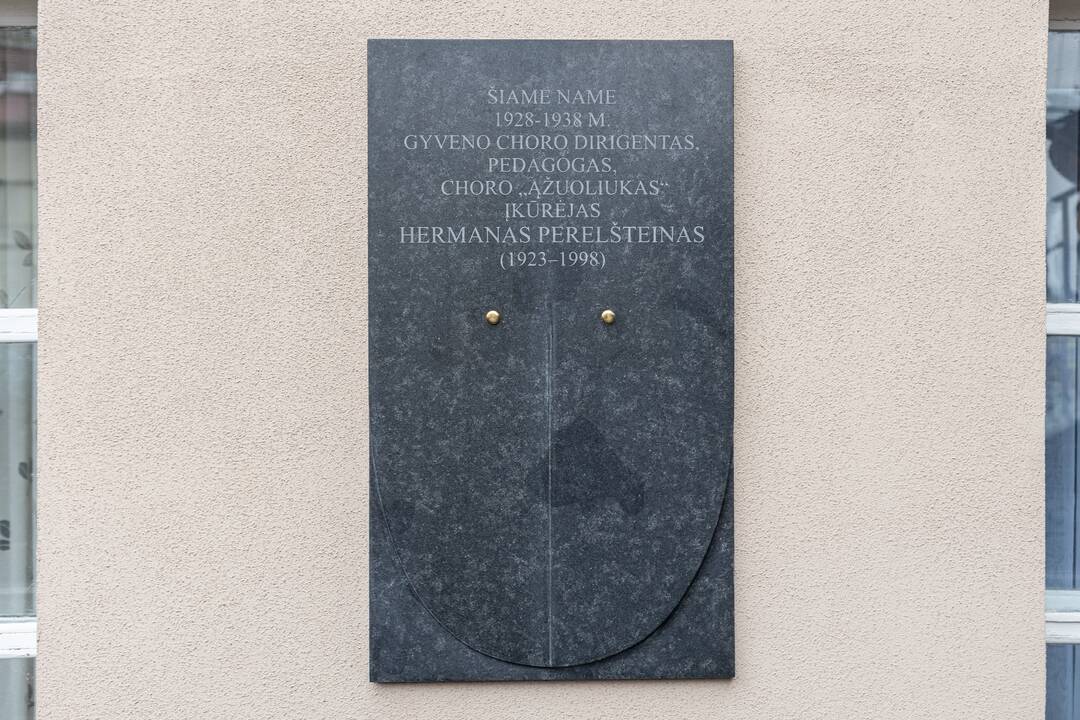 ŠIAME NAME
1928-1938 M.
GYVENO CHORO DIRIGENTAS,
PEDAGOGAS,
CHORO „ĄŽUOLIUKAS“
ĮKŪRĖJAS
HERMANAS PERELŠTEINAS
(1923–1998)